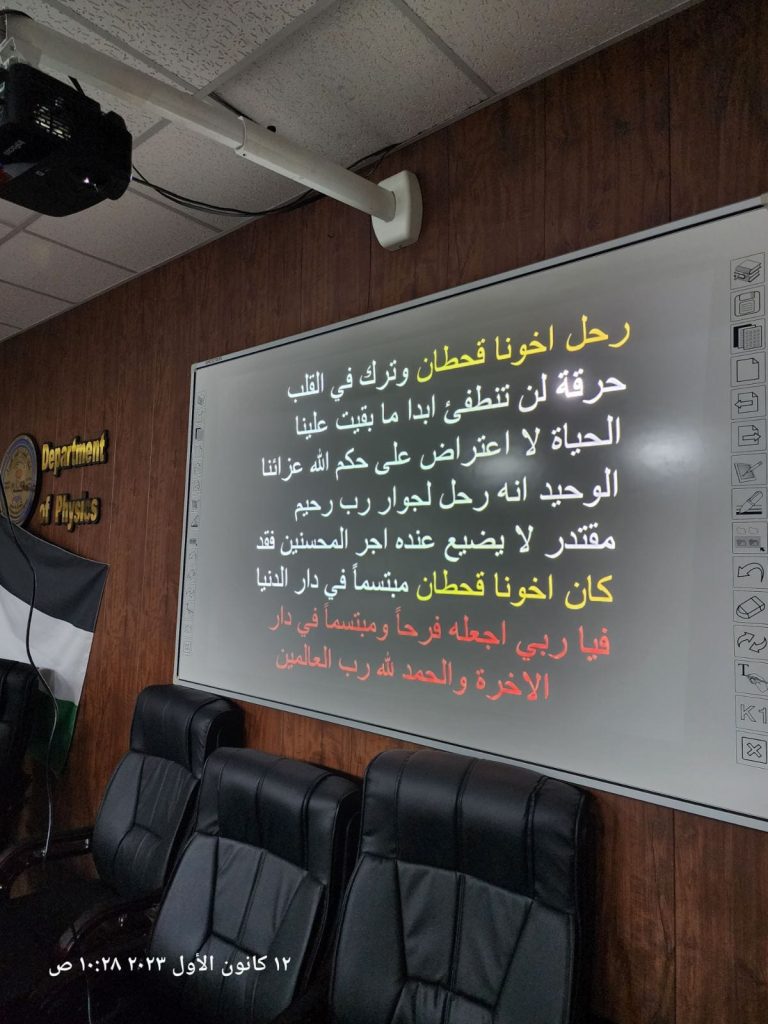 Department
of Physics
رحل اخونا قحطان وترك في القلب
حرقة لن تنطفئ ابدا ما بقيت علينا
الحياة لا اعتراض على حكم الله عزائنا
الوحيد انه رحل لجوار رب رحيم
مقتدر لا يضيع عنده اجر المحسنين فقد
كان اخونا قحطان مبتسماً في دار الدنيا
فيا ربي اجعله فرحاً ومبتسماً في دار
الاخرة والحمد لله رب العالمين
T
K1
١٢ كانون الأول ٢٠٢٣ ١٠:٢٨ ص